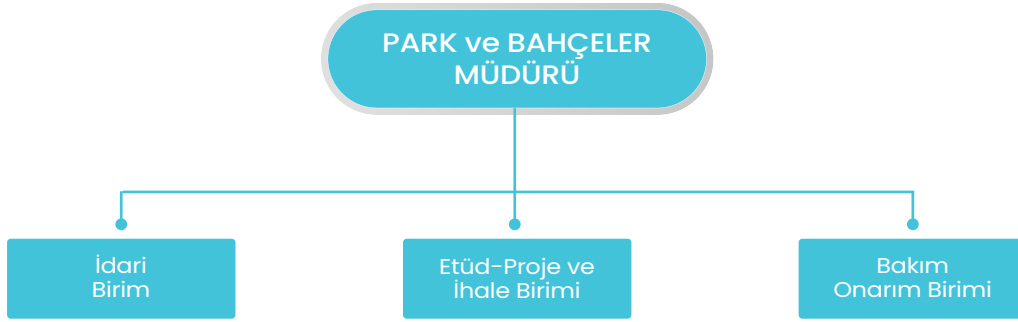 PARK ve BAHÇELER
MÜDÜRÜ
İdari
Birim
Etüd-Proje ve
İhale Birimi
Bakım
Onarım Birimi